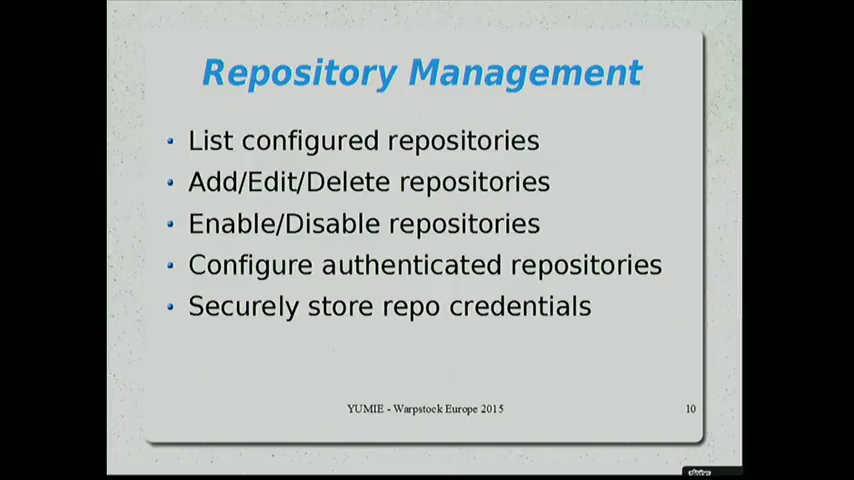 Repository Management
List configured repositories
Add/Edit/Delete repositories
Enable/Disable repositories
Configure authenticated repositories
Securely store repo credentials
YUMIE - Warpstock Europe 2015
10